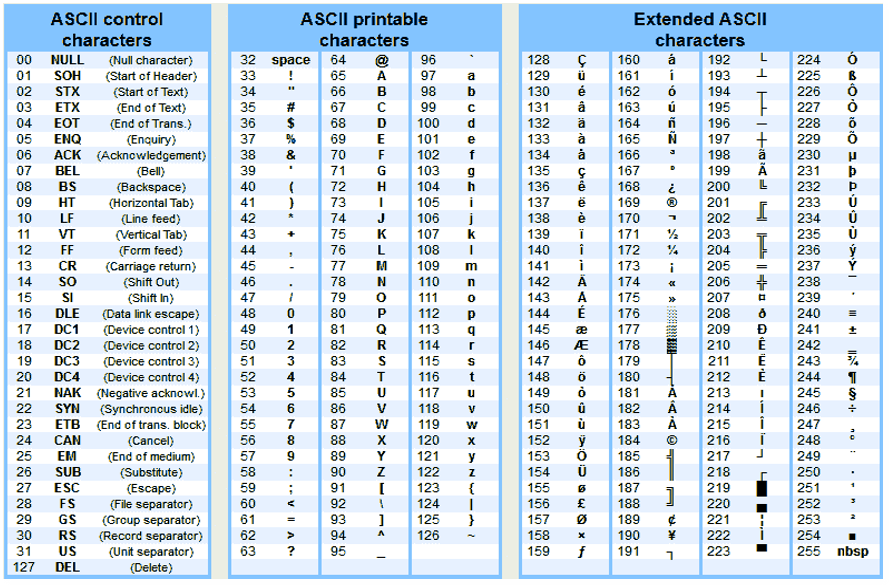 ASCII control
characters
00 NULL (Null character)
01 SOH (Start of Header)
02 STX (Start of Text)
03 ETX (End of Text)
04 EOT (End of Trans.)
05 ENQ (Enquiry)
06 ACK (Acknowledgement)
07 BEL (Bell)
08 BS (Backspace)
09 HT (Horizontal Tab)
10 LF (Line feed)
11 VT (Vertical Tab)
12 FF (Form feed)
13 CR (Carriage return)
14 SO (Shift Out)
15 SI (Shift In)
16 DLE (Data link escape)
17 DC1 (Device control 1)
18 DC2 (Device control 2)
19 DC3 (Device control 3)
20 DC4 (Device control 4)
21 NAK (Negative acknowl.)
22 SYN (Synchronous idle)
23 ETB (End of trans. block)
24 CAN (Cancel)
25 EM (End of medium)
26 SUB (Substitute)
27 ESC (Escape)
28 FS (File separator)
29 GS (Group separator)
30 RS (Record separator)
31 US (Unit separator)
127 DEL (Delete)
ASCII printable
characters
32 space 64 @ 96 `
33 ! 65 A 97 a
34 " 66 B 98 b
35 # 67 C 99 c
36 $ 68 D 100 d
37 % 69 E 101 e
38 & 70 F 102 f
39 ' 71 G 103 g
40 ( 72 H 104 h
41 ) 73 I 105 i
42 * 74 J 106 j
43 + 75 K 107 k
44 , 76 L 108 l
45 - 77 M 109 m
46 . 78 N 110 n
47 / 79 O 111 o
48 0 80 P 112 p
49 1 81 Q 113 q
50 2 82 R 114 r
51 3 83 S 115 s
52 4 84 T 116 t
53 5 85 U 117 u
54 6 86 V 118 v
55 7 87 W 119 w
56 8 88 X 120 x
57 9 89 Y 121 y
58 : 90 Z 122 z
59 ; 91 [ 123 {
60 < 92 \ 124 |
61 = 93 ] 125 }
62 > 94 ^ 126 ~
63 ? 95 _
Extended ASCII
characters
128 Ç 160 á 192 └ 224 Ó
129 ü 161 í 193 ┴ 225 ß
130 é 162 ó 194 ┬ 226 Ô
131 â 163 ú 195 ├ 227 Ò
132 ä 164 ñ 196 ─ 228 õ
133 à 165 Ñ 197 ┼ 229 Õ
134 å 166 ª 198 ã 230 µ
135 ç 167 º 199 Ã 231 þ
136 ê 168 ¿ 200 ╚ 232 Þ
137 ë 169 ® 201 ╔ 233 Ú
138 è 170 ¬ 202 ╩ 234 Û
139 ï 171 ½ 203 ╦ 235 Ù
140 î 172 ¼ 204 ╠ 236 ý
141 ì 173 ¡ 205 ═ 237 Ý
142 Ä 174 « 206 ╬ 238 ¯
143 Å 175 » 207 ¤ 239 ´
144 É 176 ░ 208 ð 240 ≡
145 æ 177 ▒ 209 Ð 241 ±
146 Æ 178 ▓ 210 Ê 242 ‗
147 ô 179 │ 211 Ë 243 ¾
148 ö 180 ┤ 212 È 244 ¶
149 ò 181 Á 213 ı 245 §
150 û 182 Â 214 Í 246 ÷
151 ù 183 À 215 Î 247 ¸
152 ÿ 184 © 216 Ï 248 °
153 Ö 185 ╣ 217 ┘ 249 ¨
154 Ü 186 ║ 218 ┌ 250 ·
155 ø 187 ╗ 219 █ 251 ¹
156 £ 188 ╝ 220 ▄ 252 ³
157 Ø 189 ¢ 221 ¦ 253 ²
158 × 190 ¥ 222 Ì 254 ■
159 ƒ 191 ┐ 223 ▀ 255 nbsp